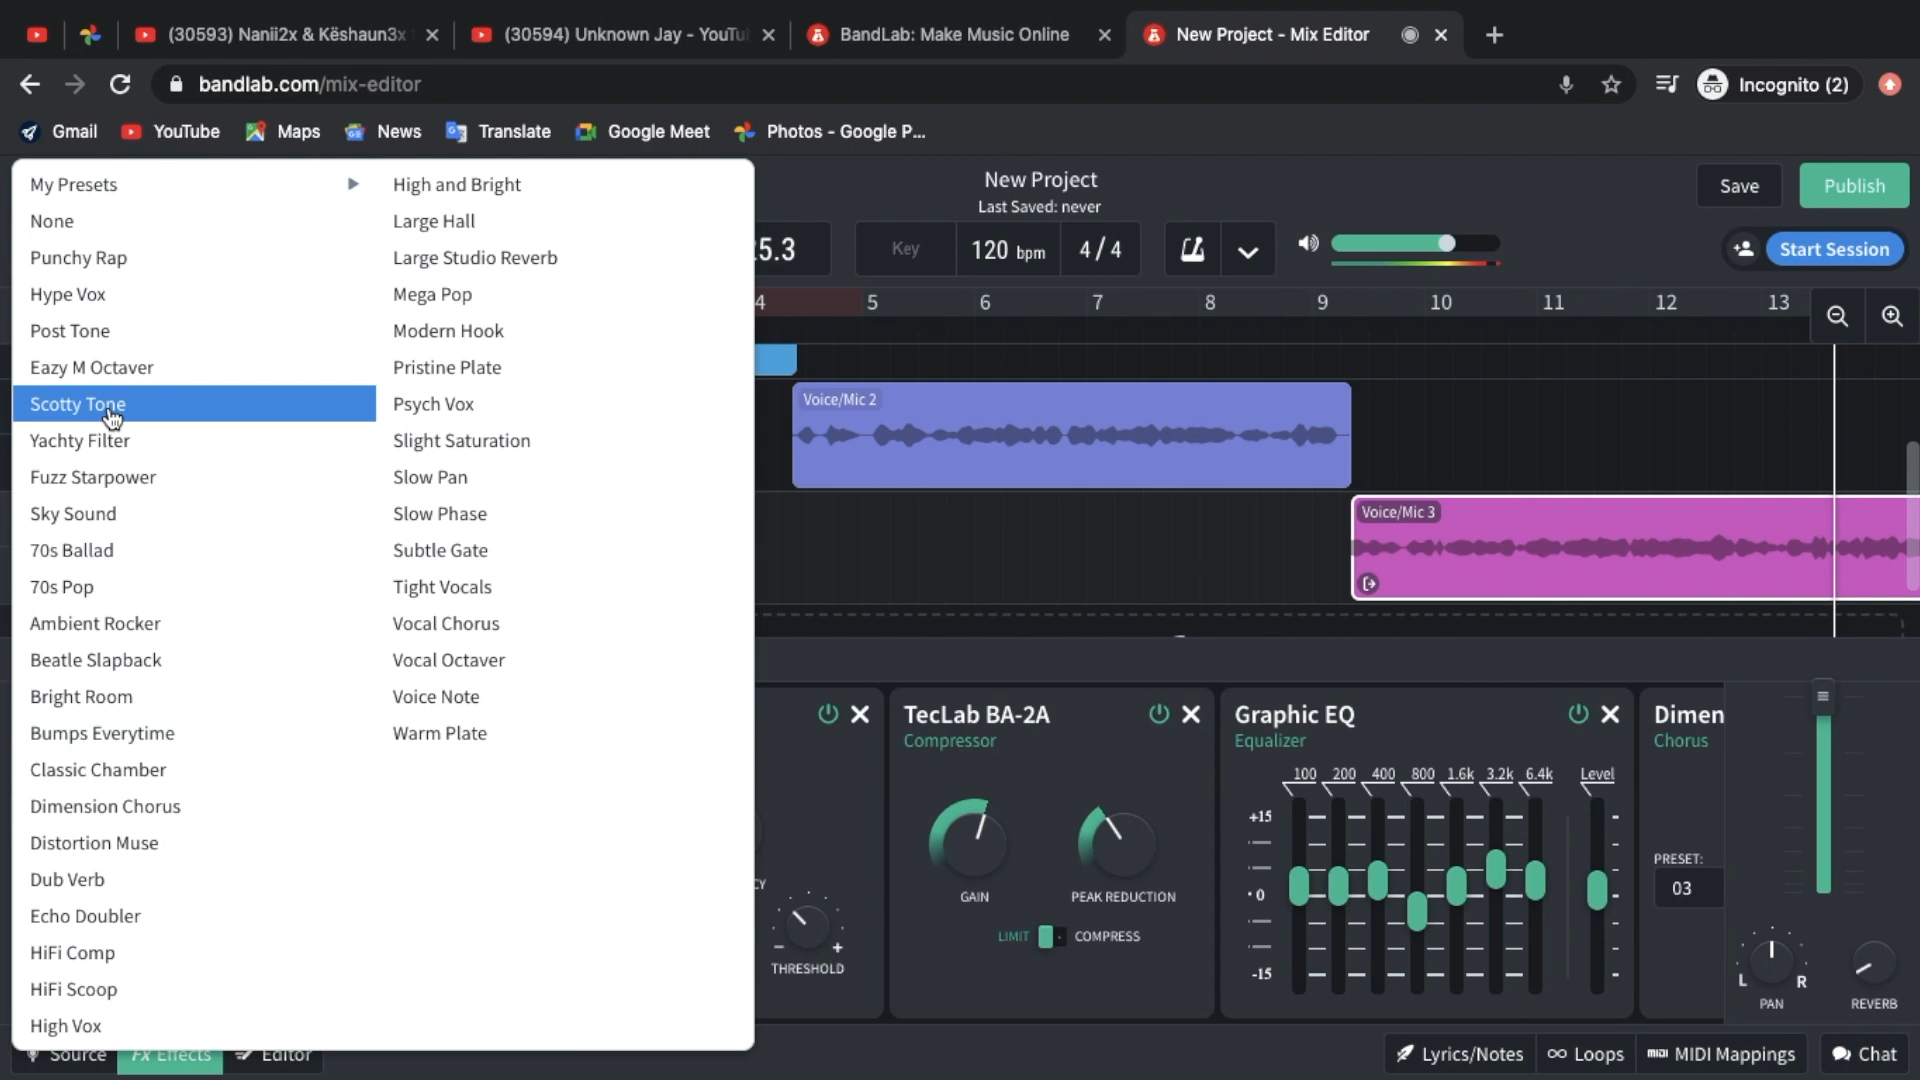 (30593) Nanii2x & Këshaun3x
(30594) Unknown Jay - YouTu
BandLab: Make Music Online
New Project - Mix Editor
bandlab.com/mix-editor
Incognito (2)
Gmail
YouTube
Maps
News
Translate
Google Meet
Photos - Google P...
My Presets
None
Punchy Rap
Hype Vox
Post Tone
Eazy M Octaver
Scotty Tone
Yachty Filter
Fuzz Starpower
Sky Sound
70s Ballad
70s Pop
Ambient Rocker
Beatle Slapback
Bright Room
Bumps Everytime
Classic Chamber
Dimension Chorus
Distortion Muse
Dub Verb
Echo Doubler
HiFi Comp
HiFi Scoop
High Vox
High and Bright
Large Hall
Large Studio Reverb
Mega Pop
Modern Hook
Pristine Plate
Psych Vox
Slight Saturation
Slow Pan
Slow Phase
Subtle Gate
Tight Vocals
Vocal Chorus
Vocal Octaver
Voice Note
Warm Plate
New Project
Last Saved: never
Save
Publish
5.3
Key
120 bpm
4 / 4
Start Session
4 5 6 7 8 9 10 11 12 13
Voice/Mic 2
Voice/Mic 3
CY
THRESHOLD
TecLab BA-2A
Compressor
GAIN
PEAK REDUCTION
LIMIT
COMPRESS
Graphic EQ
Equalizer
100 200 400 800 1.6k 3.2k 6.4k Level
+15
0
-15
Dimen
Chorus
PRESET:
03
L
R
PAN
REVERB
Source
FX Effects
Editor
Lyrics/Notes
Loops
MIDI MIDI Mappings
Chat